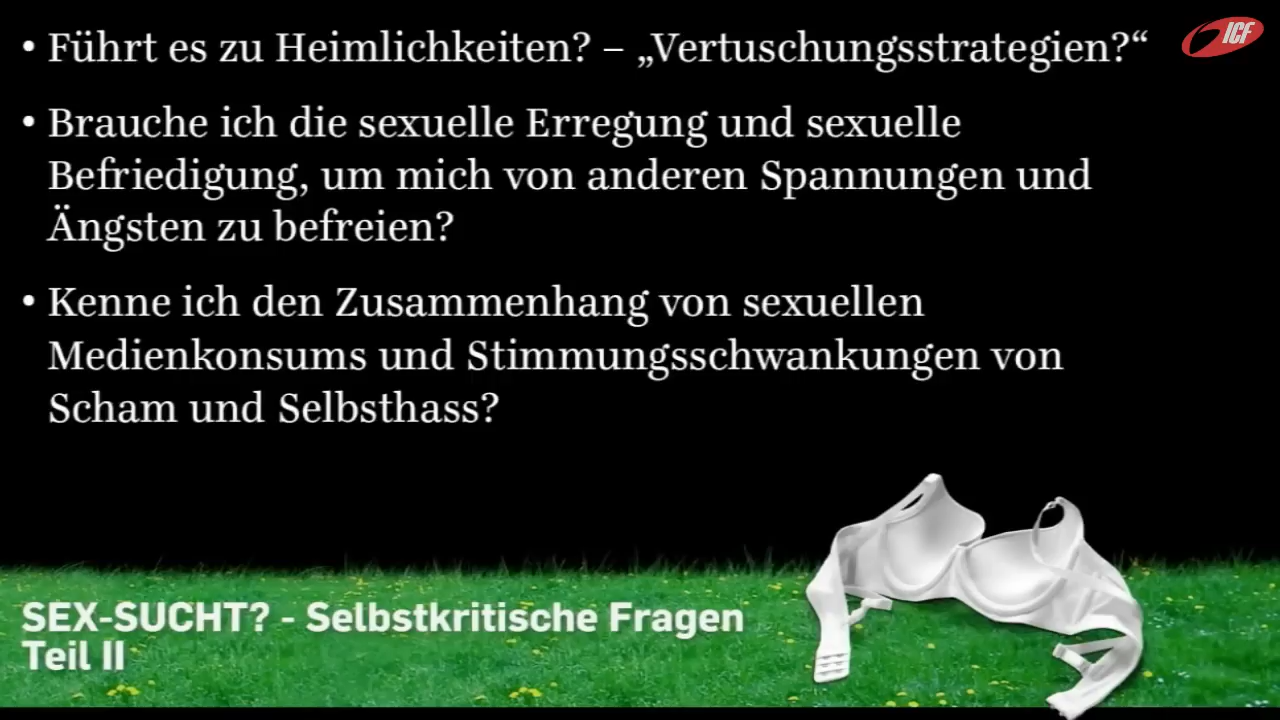 • Führt es zu Heimlichkeiten? – „Vertuschungsstrategien?“
ICF
• Brauche ich die sexuelle Erregung und sexuelle
Befriedigung, um mich von anderen Spannungen und
Ängsten zu befreien?
• Kenne ich den Zusammenhang von sexuellen
Medienkonsums und Stimmungsschwankungen von
Scham und Selbsthass?
SEX-SUCHT? - Selbstkritische Fragen
Teil II